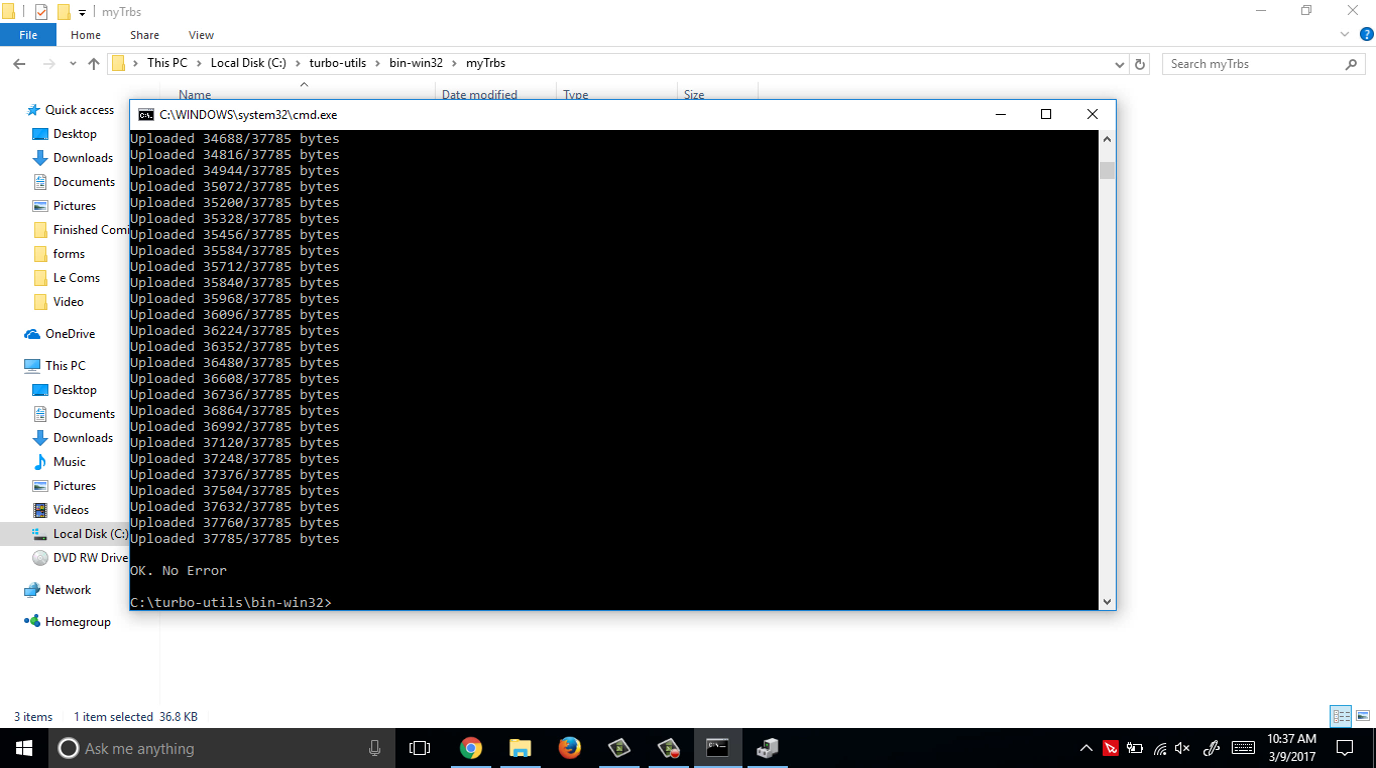 myTrbs
File Home Share View
This PC Local Disk (C:) turbo-utils bin-win32 myTrbs
Search myTrbs
Name Date modified Type Size
Quick access
Desktop
Downloads
Documents
Pictures
Finished Comi
forms
Le Coms
Video
OneDrive
This PC
Desktop
Documents
Downloads
Music
Pictures
Videos
Local Disk (C:)
DVD RW Drive
Network
Homegroup
C:\WINDOWS\system32\cmd.exe
Uploaded 34688/37785 bytes
Uploaded 34816/37785 bytes
Uploaded 34944/37785 bytes
Uploaded 35072/37785 bytes
Uploaded 35200/37785 bytes
Uploaded 35328/37785 bytes
Uploaded 35456/37785 bytes
Uploaded 35584/37785 bytes
Uploaded 35712/37785 bytes
Uploaded 35840/37785 bytes
Uploaded 35968/37785 bytes
Uploaded 36096/37785 bytes
Uploaded 36224/37785 bytes
Uploaded 36352/37785 bytes
Uploaded 36480/37785 bytes
Uploaded 36608/37785 bytes
Uploaded 36736/37785 bytes
Uploaded 36864/37785 bytes
Uploaded 36992/37785 bytes
Uploaded 37120/37785 bytes
Uploaded 37248/37785 bytes
Uploaded 37376/37785 bytes
Uploaded 37504/37785 bytes
Uploaded 37632/37785 bytes
Uploaded 37760/37785 bytes
Uploaded 37785/37785 bytes
OK. No Error
C:\turbo-utils\bin-win32>
3 items 1 item selected 36.8 KB
Ask me anything
10:37 AM
3/9/2017